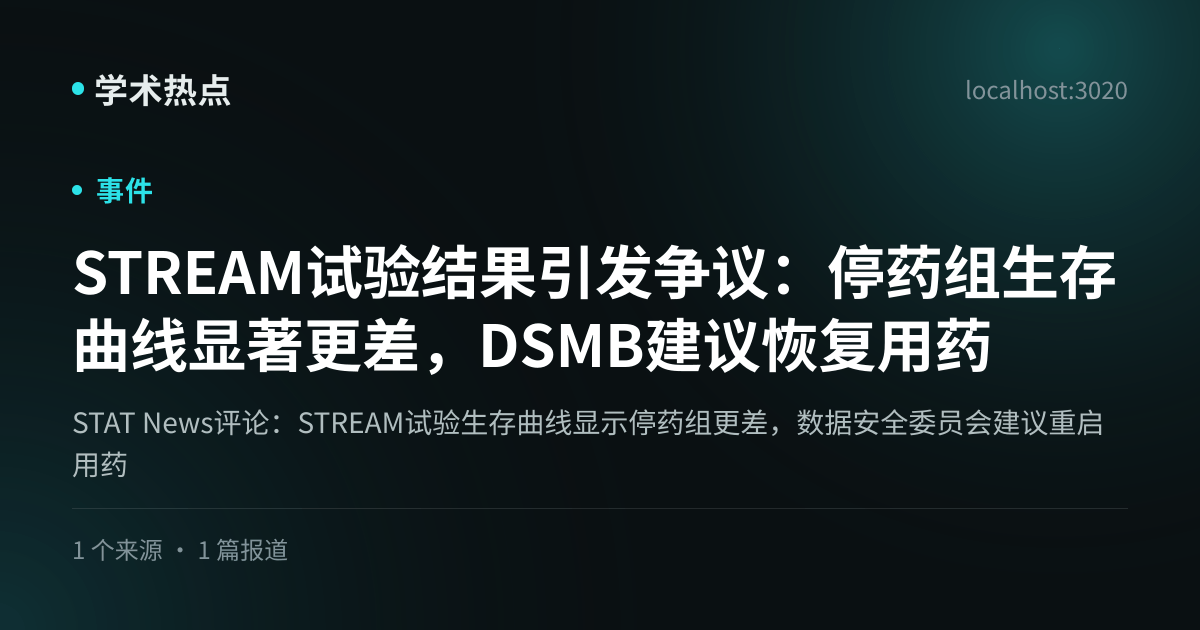 学术热点
localhost:3020
事件
STREAM试验结果引发争议：停药组生存
曲线显著更差，DSMB建议恢复用药
STAT News评论：STREAM试验生存曲线显示停药组更差，数据安全委员会建议重启
用药
1 个来源 · 1 篇报道